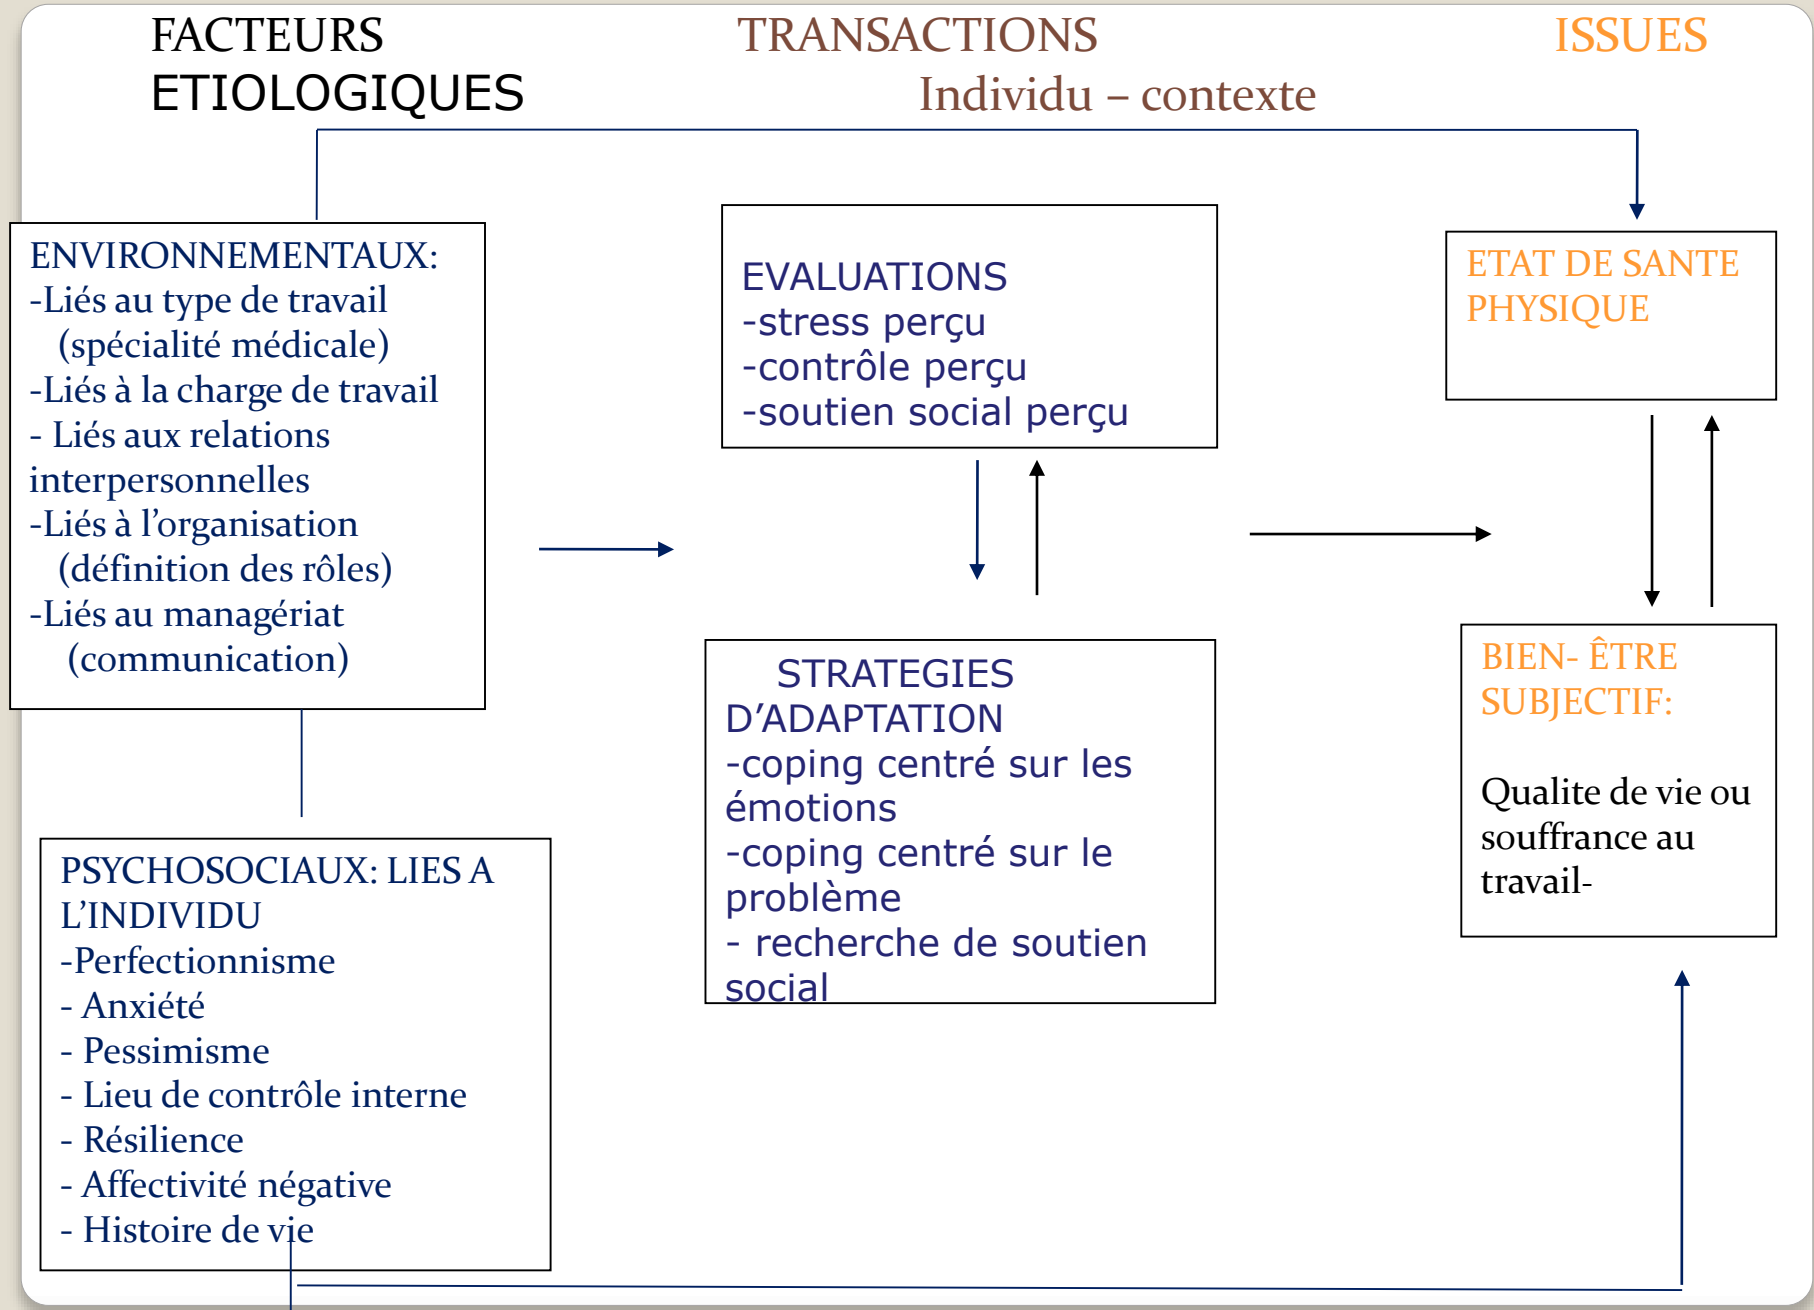 FACTEURS
ETIOLOGIQUES
TRANSACTIONS
Individu – contexte
ISSUES
ENVIRONNEMENTAUX:
-Liés au type de travail
(spécialité médicale)
-Liés à la charge de travail
- Liés aux relations
interpersonnelles
-Liés à l’organisation
(définition des rôles)
-Liés au managériat
(communication)
PSYCHOSOCIAUX: LIES A
L’INDIVIDU
-Perfectionnisme
- Anxiété
- Pessimisme
- Lieu de contrôle interne
- Résilience
- Affectivité négative
- Histoire de vie
EVALUATIONS
-stress perçu
-contrôle perçu
-soutien social perçu
STRATEGIES
D’ADAPTATION
-coping centré sur les
émotions
-coping centré sur le
problème
- recherche de soutien
social
ETAT DE SANTE
PHYSIQUE
BIEN- ÊTRE
SUBJECTIF:
Qualite de vie ou
souffrance au
travail-